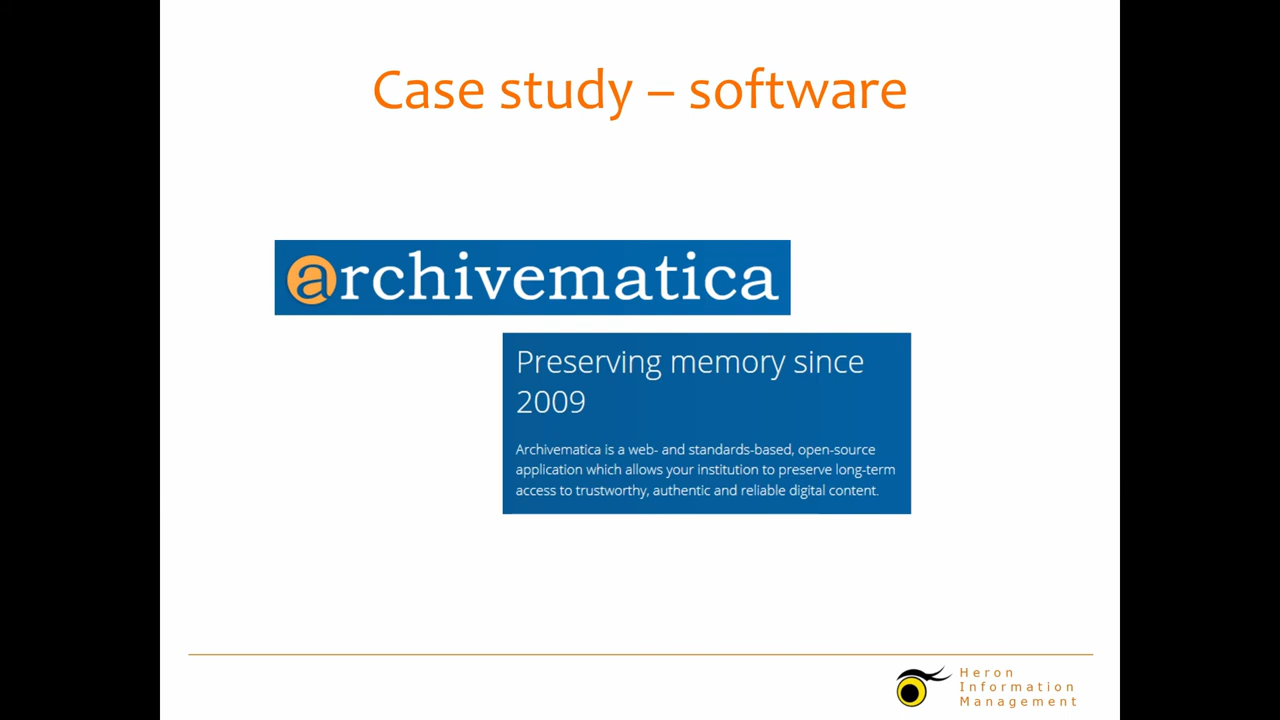 Case study – software
archivematica
Preserving memory since
2009
Archivematica is a web- and standards-based, open-source
application which allows your institution to preserve long-term
access to trustworthy, authentic and reliable digital content.
Heron
Information
Management